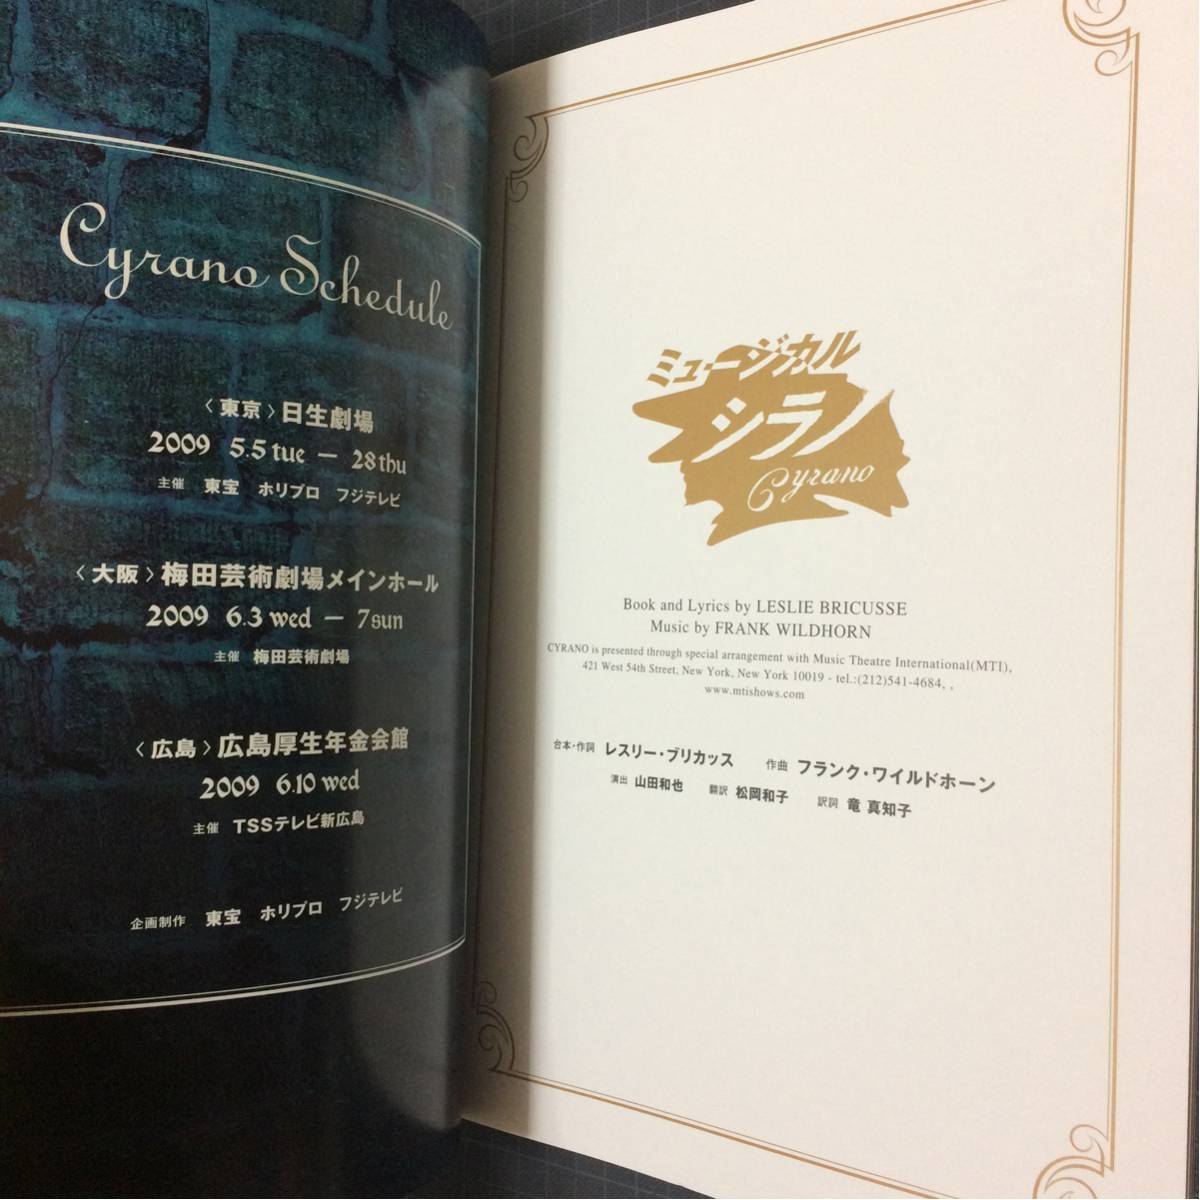 Cyrano Schedule
〈東京〉日生劇場
2009 5.5 tue — 28 thu
主催 東宝 ホリプロ フジテレビ
〈大阪〉梅田芸術劇場メインホール
2009 6.3 wed — 7 sun
主催 梅田芸術劇場
〈広島〉広島厚生年金会館
2009 6.10 wed
主催 TSSテレビ新広島
企画制作 東宝 ホリプロ フジテレビ
ミュージカル
シラノ
Cyrano
Book and Lyrics by LESLIE BRICUSSE
Music by FRANK WILDHORN
CYRANO is presented through special arrangement with Music Theatre International(MTI),
421 West 54th Street, New York, New York 10019 - tel.:(212)541-4684, ,
www.mtishows.com
台本・作詞 レスリー・ブリカッス 作曲 フランク・ワイルドホーン
演出 山田和也 翻訳 松岡和子 訳詞 竜 真知子